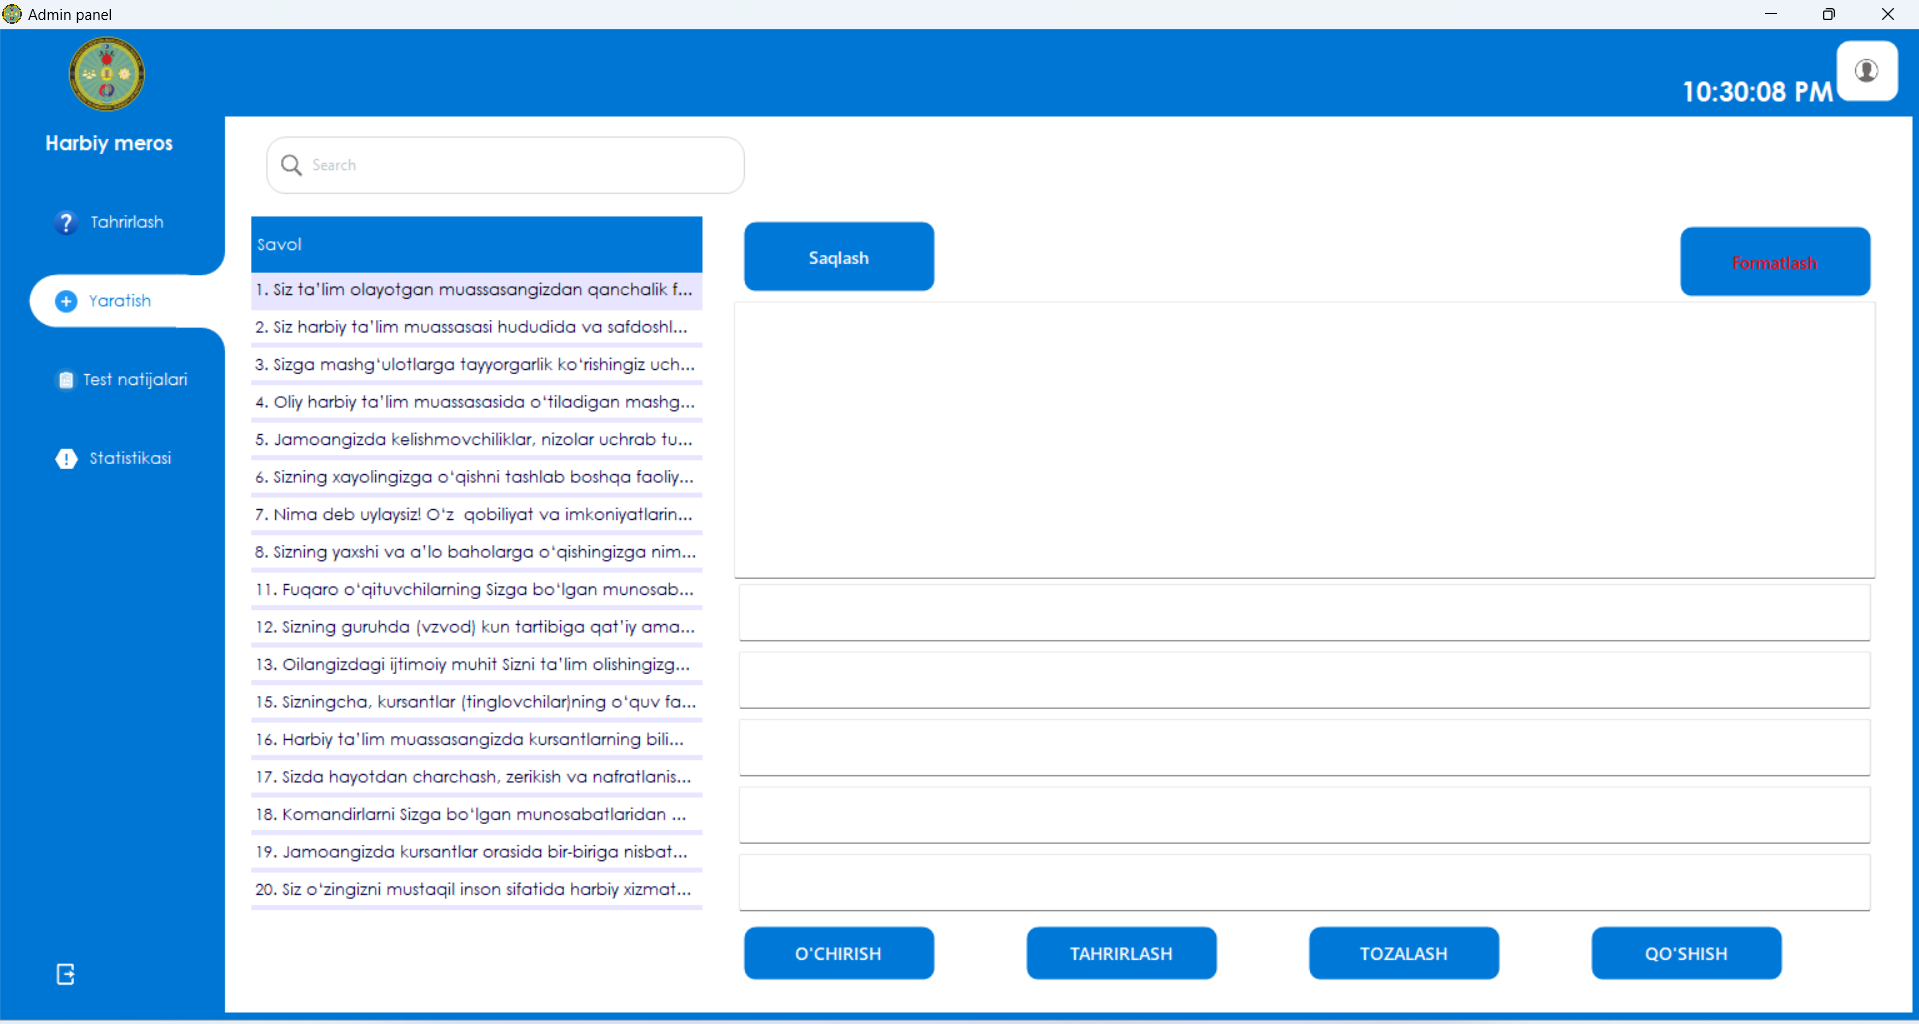 Admin panel
10:30:08 PM
Harbiy meros
Tahrirlash
Yaratish
Test natijalari
Statistikasi
Search
Savol
1. Siz ta'lim olayotgan muassasangizdan qanchalik f...
2. Siz harbiy ta'lim muassasasi hududida va safdoshl...
3. Sizga mashg'ulotlarga tayyorgarlik ko'rishingiz uch...
4. Oliy harbiy ta'lim muassasasida o'tiladigan mashg...
5. Jamoangizda kelishmovchiliklar, nizolar uchrab tu...
6. Sizning xayolingizga o'qishni tashlab boshqa faoliy...
7. Nima deb uylaysiz! O'z  qobiliyat va imkoniyatlarin...
8. Sizning yaxshi va a'lo baholarga o'qishingizga nim...
11. Fuqaro o'qituvchilarning Sizga bo'lgan munosab...
12. Sizning guruhda (vzvod) kun tartibiga qat'iy ama...
13. Oilangizdagi ijtimoiy muhit Sizni ta'lim olishingizg...
15. Sizningcha, kursantlar (tinglovchilar)ning o'quv fa...
16. Harbiy ta'lim muassasangizda kursantlarning bili...
17. Sizda hayotdan charchash, zerikish va nafratlanis...
18. Komandirlarni Sizga bo'lgan munosabatlaridan ...
19. Jamoangizda kursantlar orasida bir-biriga nisbat...
20. Siz o'zingizni mustaqil inson sifatida harbiy xizmat...
Saqlash
Formatlash
O'CHIRISH
TAHRIRLASH
TOZALASH
QO'SHISH